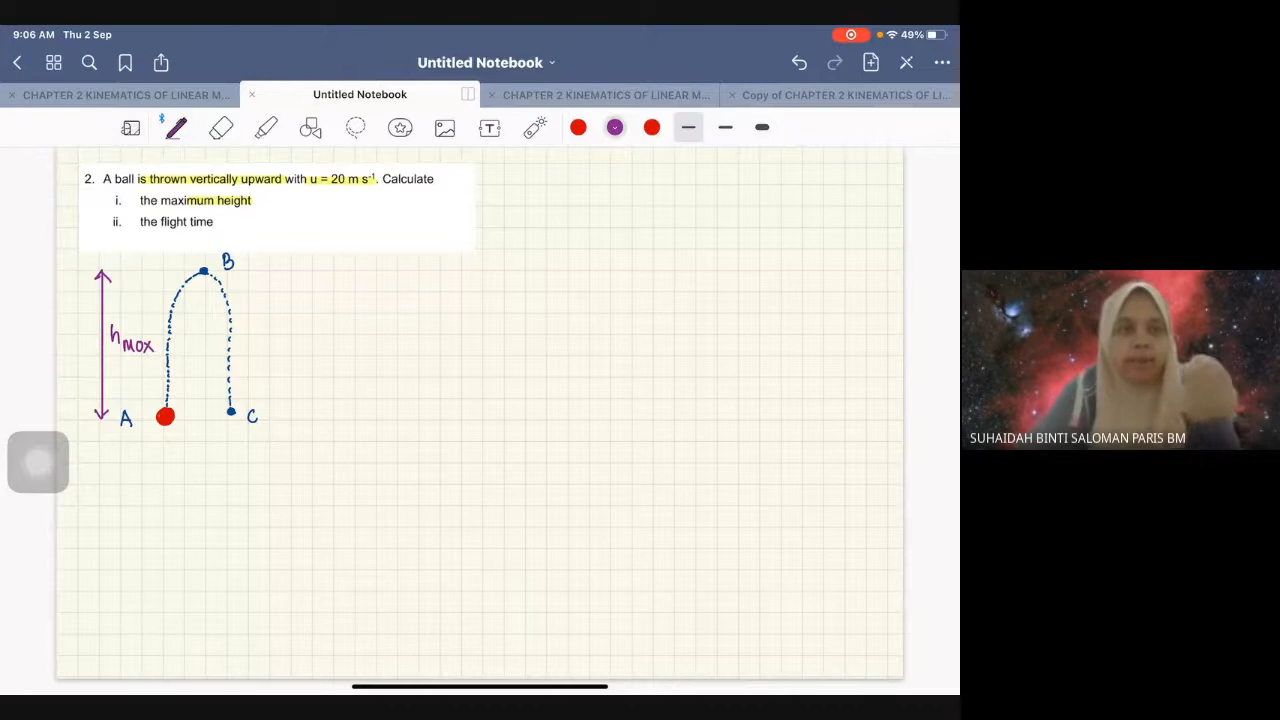 9:06 AM Thu 2 Sep
49%
Untitled Notebook
CHAPTER 2 KINEMATICS OF LINEAR M...
Untitled Notebook
CHAPTER 2 KINEMATICS OF LINEAR M...
Copy of CHAPTER 2 KINEMATICS OF LI...
T
2. A ball is thrown vertically upward with u = 20 m s⁻¹. Calculate
i. the maximum height
ii. the flight time
B
hmax
A
C
SUHAIDAH BINTI SALOMAN PARIS BM